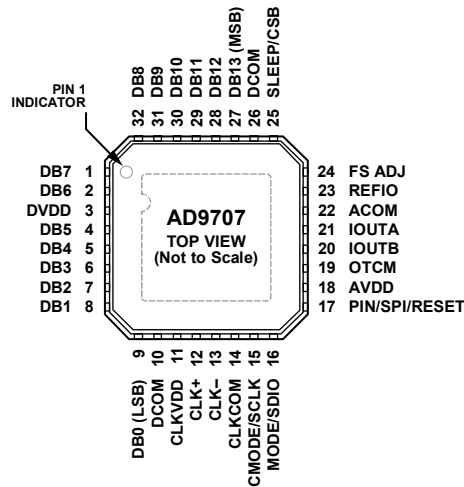 PIN 1
INDICATOR
32 DB8
31 DB9
30 DB10
29 DB11
28 DB12
27 DB13 (MSB)
26 DCOM
25 SLEEP/CSB
DB7 1
DB6 2
DVDD 3
DB5 4
DB4 5
DB3 6
DB2 7
DB1 8
AD9707
TOP VIEW
(Not to Scale)
24 FS ADJ
23 REFIO
22 ACOM
21 IOUTA
20 IOUTB
19 OTCM
18 AVDD
17 PIN/SPI/RESET
DB0 (LSB) 9
DCOM 10
CLKVDD 11
CLK+ 12
CLK– 13
CLKCOM 14
CMODE/SCLK 15
MODE/SDIO 16